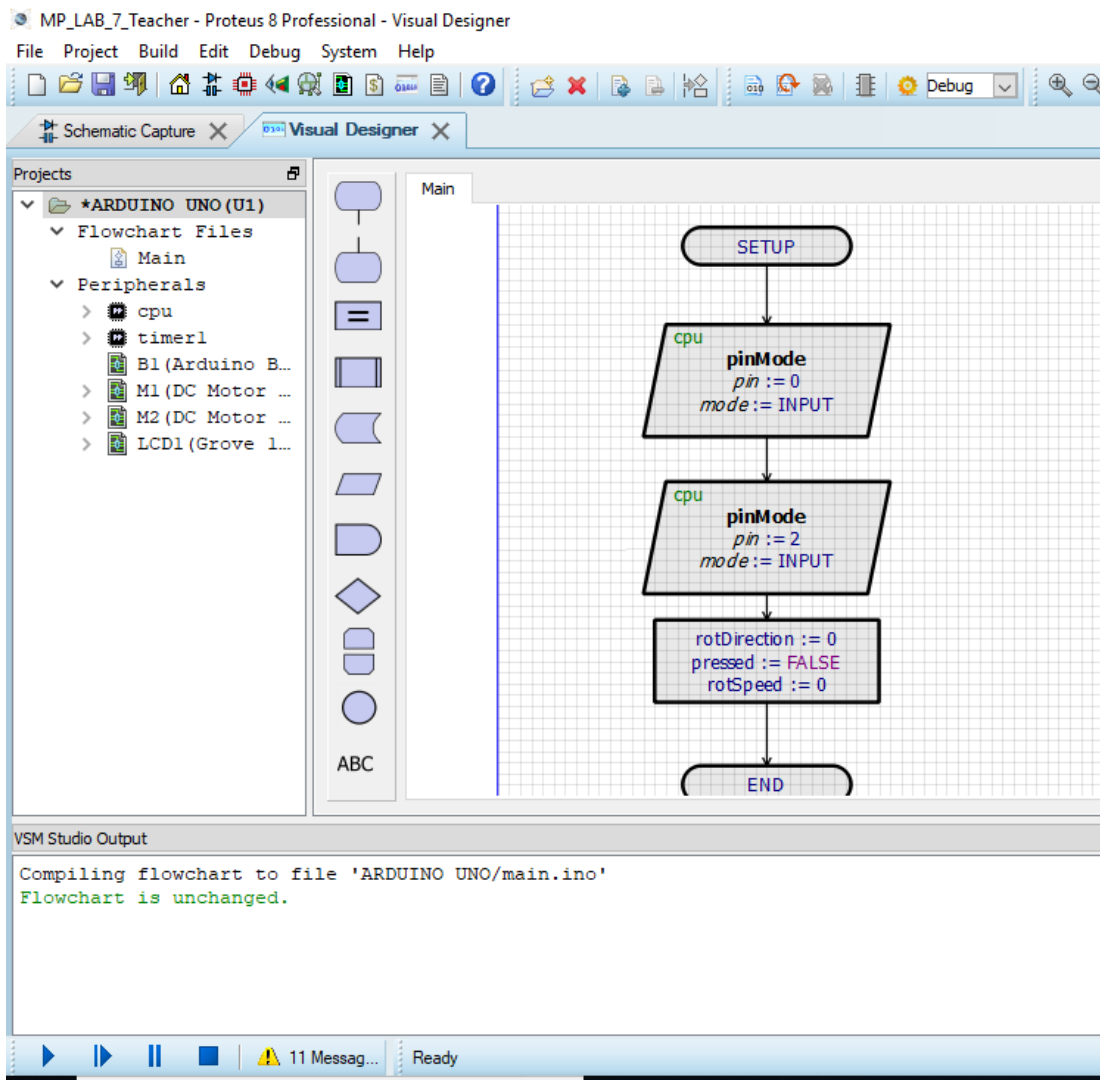 MP_LAB_7_Teacher - Proteus 8 Professional - Visual Designer
File Project Build Edit Debug System Help
Debug
Schematic Capture
Visual Designer
Projects
*ARDUINO UNO(U1)
Flowchart Files
Main
Peripherals
cpu
timer1
B1(Arduino B...
M1(DC Motor ...
M2(DC Motor ...
LCD1(Grove 1...
ABC
Main
SETUP
cpu
pinMode
pin := 0
mode := INPUT
cpu
pinMode
pin := 2
mode := INPUT
rotDirection := 0
pressed := FALSE
rotSpeed := 0
END
VSM Studio Output
Compiling flowchart to file 'ARDUINO UNO/main.ino'
Flowchart is unchanged.
11 Messag...
Ready